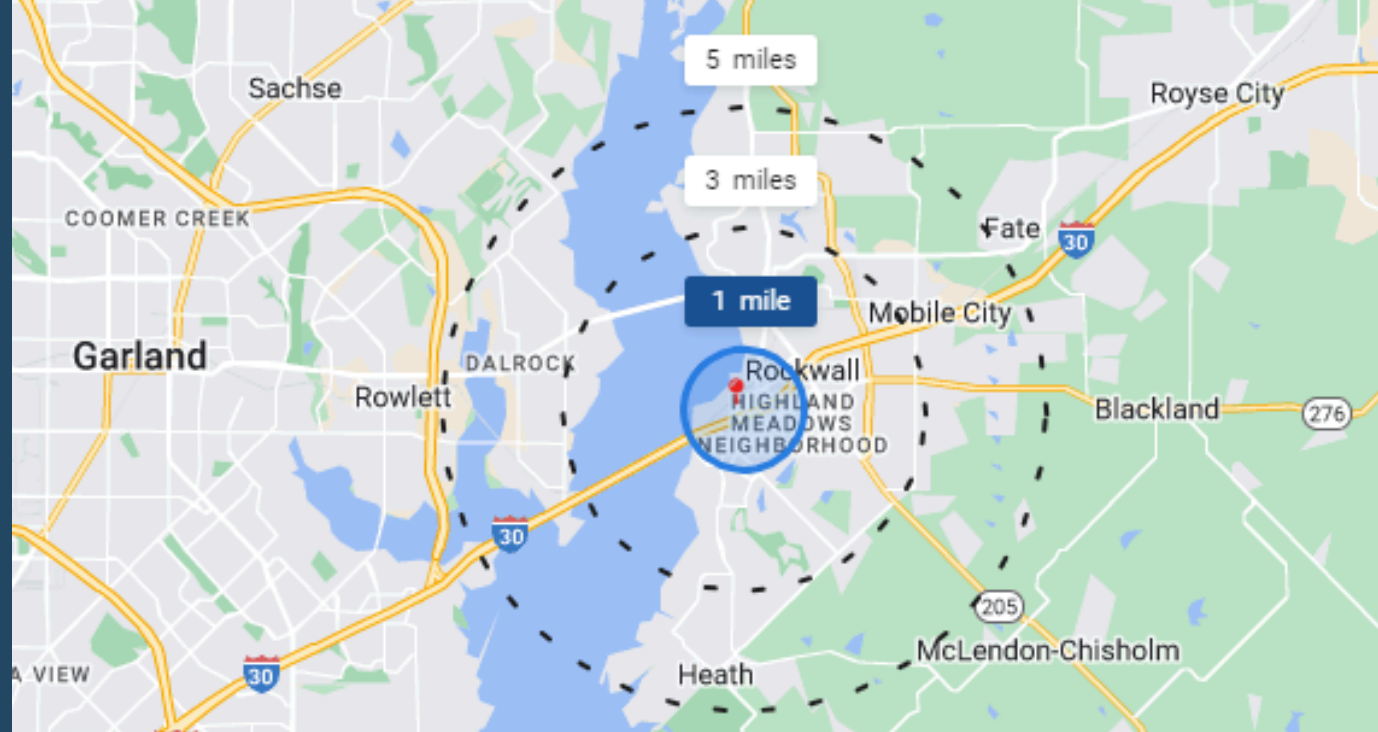 5 miles
Sachse
Royse City
3 miles
COOMER CREEK
Fate
30
1 mile
Mobile City
Garland
DALROCK
Rockwall
Rowlett
HIGHLAND
MEADOWS
NEIGHBORHOOD
Blackland
276
30
205
McLendon-Chisholm
A VIEW
30
Heath